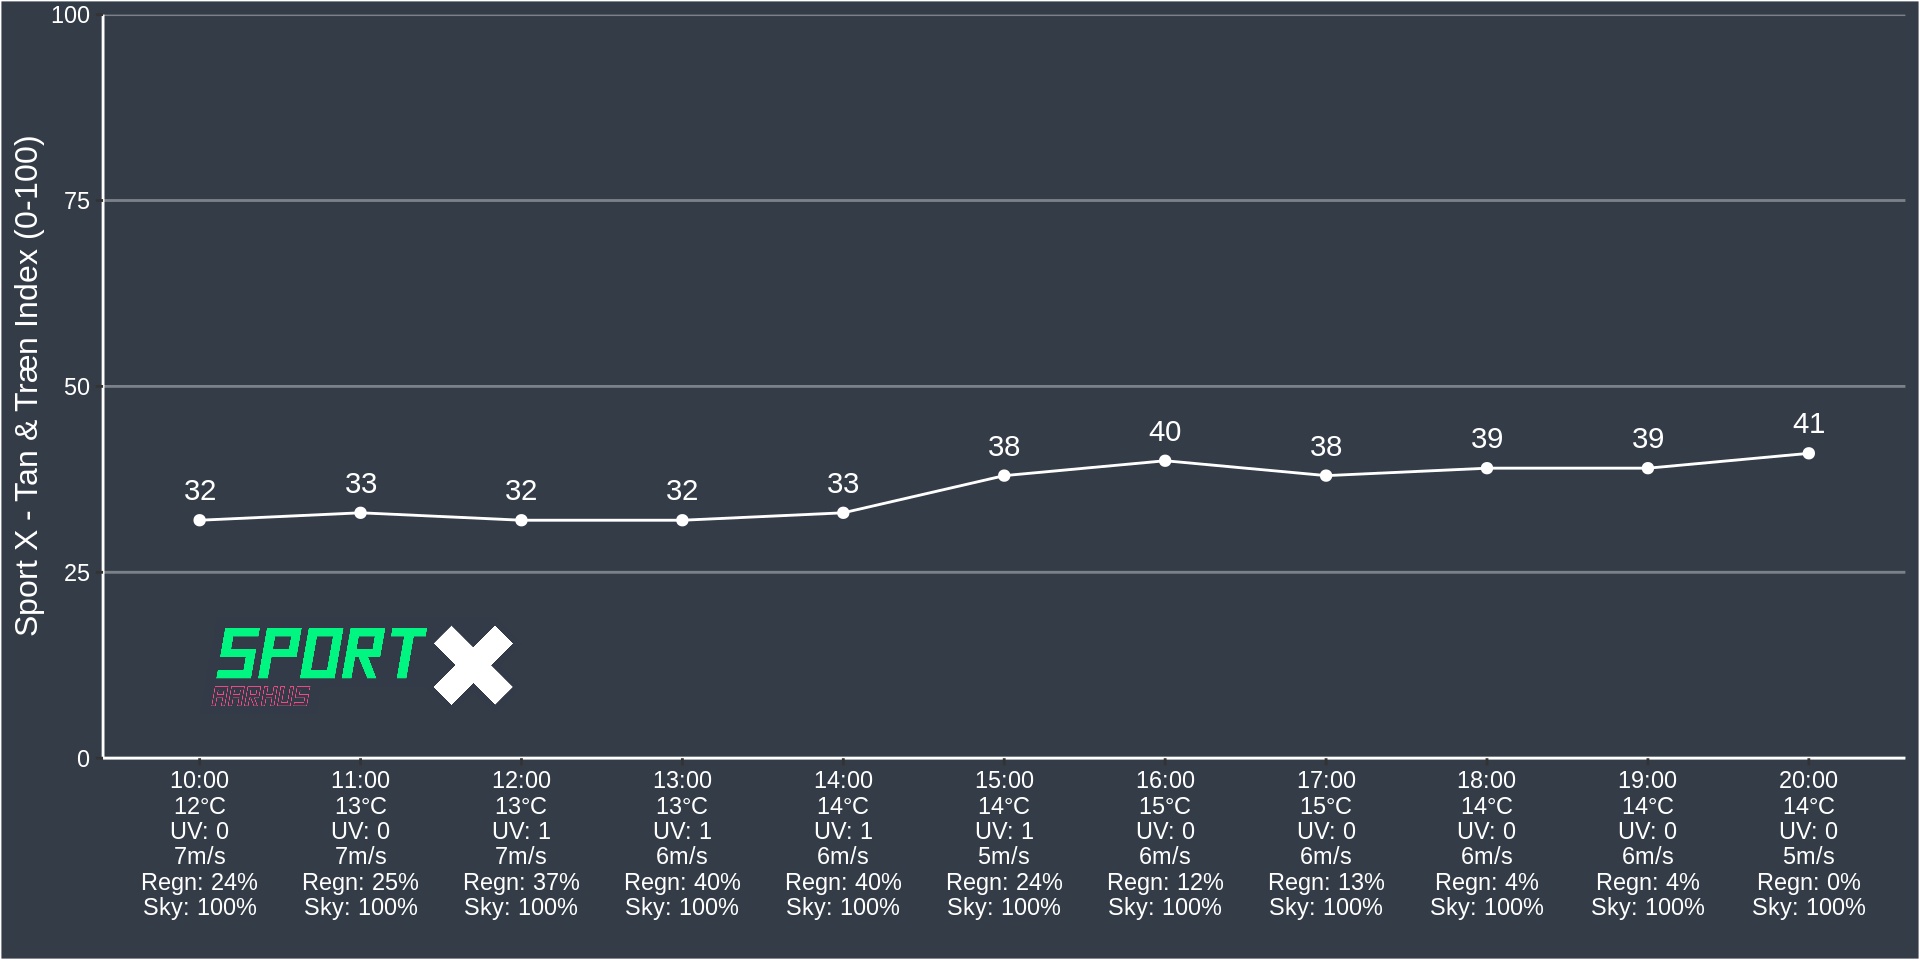 Sport X - Tan & Træn Index (0-100)
100
75
50
25
0
32 33 32 32 33 38 40 38 39 39 41
SPORT X
AARHUS
10:00 11:00 12:00 13:00 14:00 15:00 16:00 17:00 18:00 19:00 20:00
12°C 13°C 13°C 13°C 14°C 14°C 15°C 15°C 14°C 14°C 14°C
UV: 0 UV: 0 UV: 1 UV: 1 UV: 1 UV: 1 UV: 0 UV: 0 UV: 0 UV: 0 UV: 0
7m/s 7m/s 7m/s 6m/s 6m/s 5m/s 6m/s 6m/s 6m/s 6m/s 5m/s
Regn: 24% Regn: 25% Regn: 37% Regn: 40% Regn: 40% Regn: 24% Regn: 12% Regn: 13% Regn: 4% Regn: 4% Regn: 0%
Sky: 100% Sky: 100% Sky: 100% Sky: 100% Sky: 100% Sky: 100% Sky: 100% Sky: 100% Sky: 100% Sky: 100% Sky: 100%